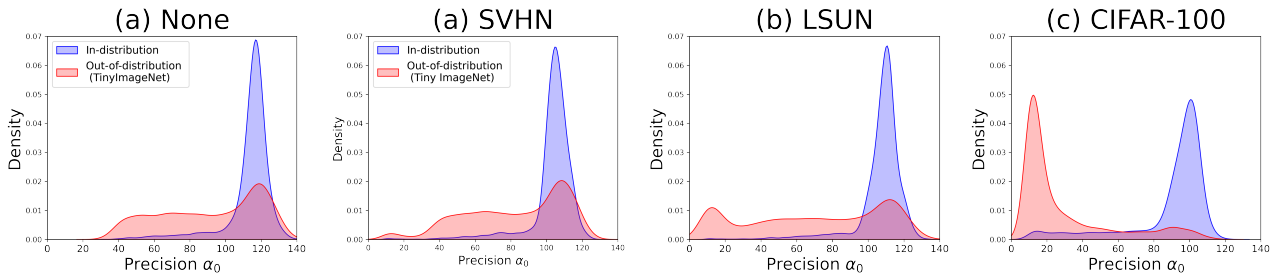 (a) None
(a) SVHN
(b) LSUN
(c) CIFAR-100
0.07
0.06
0.05
0.04
0.03
0.02
0.01
0.00
Density
In-distribution
Out-of-distribution
(TinyImageNet)
0 20 40 60 80 100 120 140
Precision α0
0.07
0.06
0.05
0.04
0.03
0.02
0.01
0.00
Density
In-distribution
Out-of-distribution
(Tiny ImageNet)
0 20 40 60 80 100 120 140
Precision α0
0.07
0.06
0.05
0.04
0.03
0.02
0.01
0.00
Density
0 20 40 60 80 100 120 140
Precision α0
0.07
0.06
0.05
0.04
0.03
0.02
0.01
0.00
Density
0 20 40 60 80 100 120 140
Precision α0